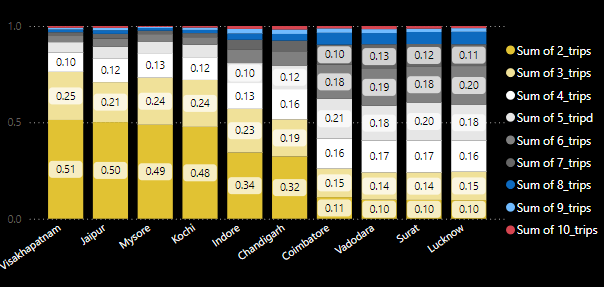 1.0
0.5
0.0
0.10 0.12 0.13 0.12 0.10 0.12 0.10 0.13 0.12 0.11
0.18 0.19 0.18 0.20
0.25 0.21 0.24 0.24 0.13 0.16 0.21 0.18 0.20 0.18
0.23 0.19 0.16 0.17 0.17 0.16
0.51 0.50 0.49 0.48 0.34 0.32 0.15 0.14 0.14 0.15
0.11 0.10 0.10 0.10
Visakhapatnam
Jaipur
Mysore
Kochi
Indore
Chandigarh
Coimbatore
Vadodara
Surat
Lucknow
Sum of 2_trips
Sum of 3_trips
Sum of 4_trips
Sum of 5_tripd
Sum of 6_trips
Sum of 7_trips
Sum of 8_trips
Sum of 9_trips
Sum of 10_trips